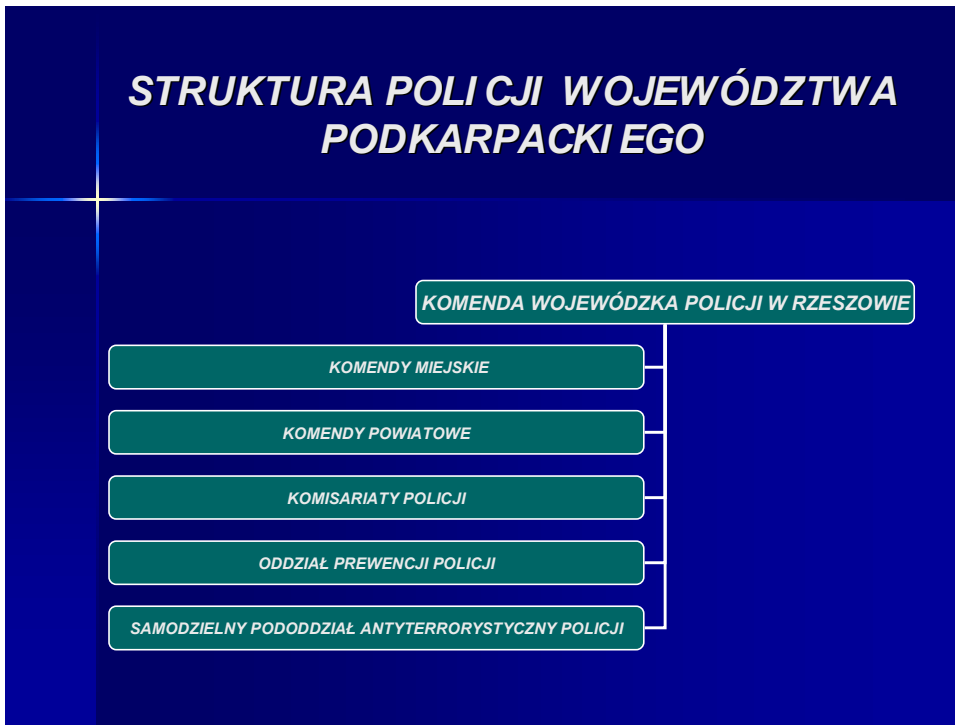 STRUKTURA POLICJI WOJEWÓDZTWA
PODKARPACKIEGO
KOMENDA WOJEWÓDZKA POLICJI W RZESZOWIE
KOMENDY MIEJSKIE
KOMENDY POWIATOWE
KOMISARIATY POLICJI
ODDZIAŁ PREWENCJI POLICJI
SAMODZIELNY PODODDZIAŁ ANTYTERRORYSTYCZNY POLICJI